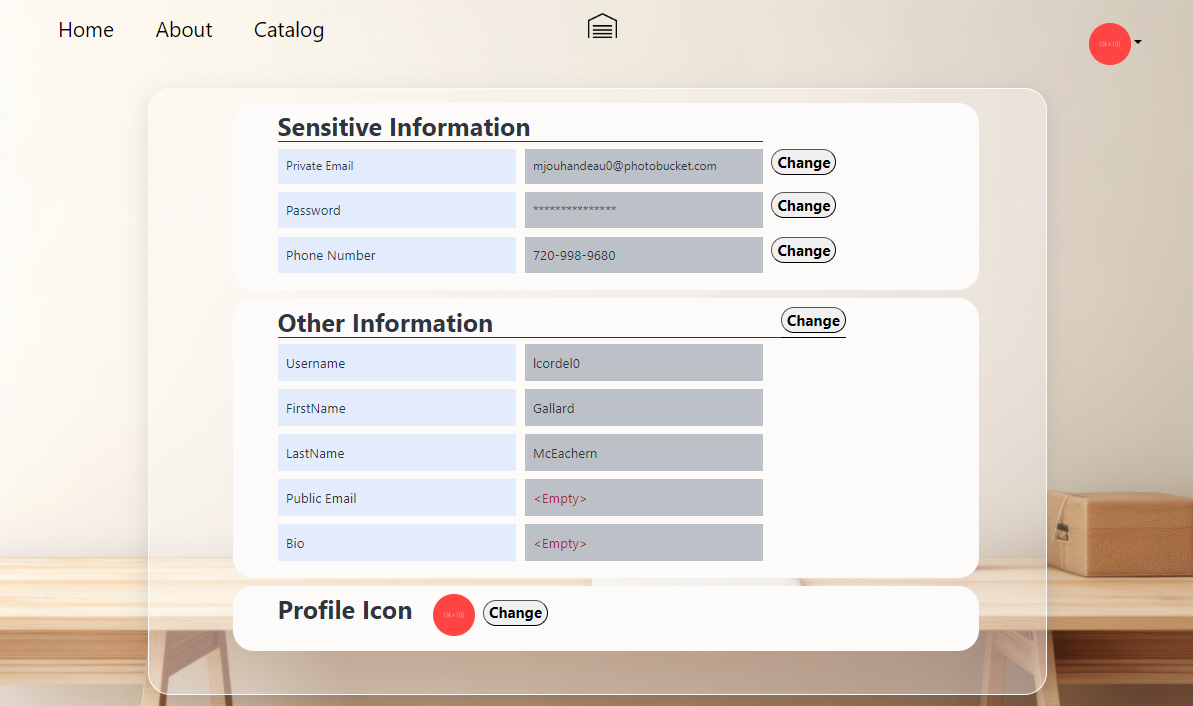 Home About Catalog
Sensitive Information
Private Email mjouhandeau0@photobucket.com Change
Password *************** Change
Phone Number 720-998-9680 Change
Other Information Change
Username lcordel0
FirstName Gallard
LastName McEachern
Public Email <Empty>
Bio <Empty>
Profile Icon Change